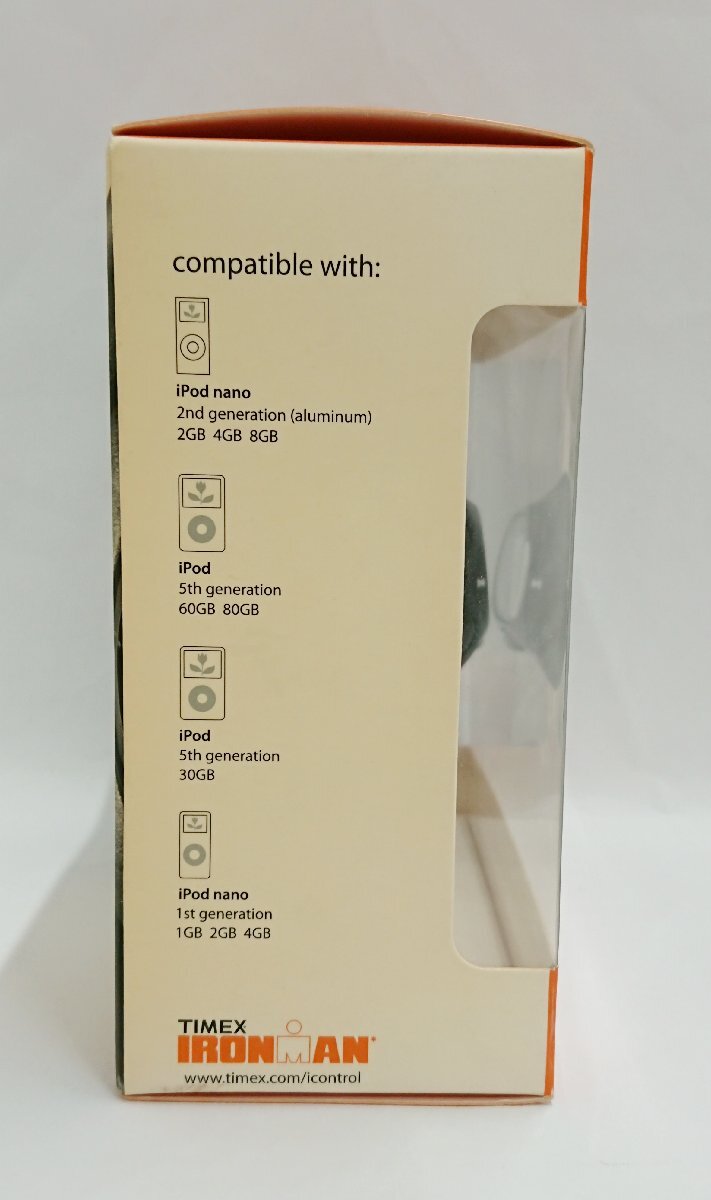 compatible with:
iPod nano
2nd generation (aluminum)
2GB 4GB 8GB
iPod
5th generation
60GB 80GB
iPod
5th generation
30GB
iPod nano
1st generation
1GB 2GB 4GB
TIMEX
IRONMAN
www.timex.com/icontrol